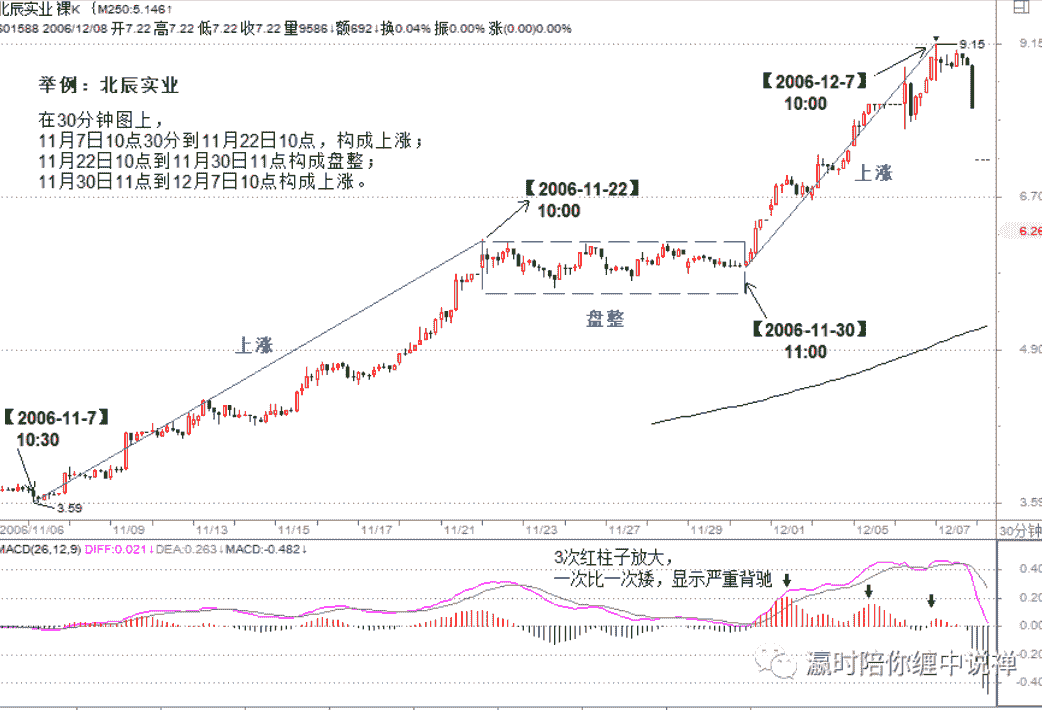 北辰实业 裸K (M250:5.146↑
601588 2006/12/08 开7.22 高7.22 低7.22 收7.22 量9586↓额692↓换0.04% 振0.00% 涨(0.00)0.00%
9.15
9.15
举例：北辰实业
【2006-12-7】
10:00
在30分钟图上，
11月7日10点30分到11月22日10点，构成上涨；
11月22日10点到11月30日11点构成盘整；
11月30日11点到12月7日10点构成上涨。
上涨
【2006-11-22】
10:00
6.70
6.26
盘整
【2006-11-30】
11:00
上涨
4.90
【2006-11-7】
10:30
3.59
3.59
2006/11/06 11/09 11/13 11/15 11/17 11/21 11/23 11/27 11/29 12/01 12/05 12/07 30分钟
MACD(26,12,9) DIFF:0.021↓DEA:0.263↓MACD:-0.482↓
3次红柱子放大，
一次比一次矮，显示严重背驰
0.40
0.20
0.00
-0.20
-0.40
瀛时陪你缠中说禅